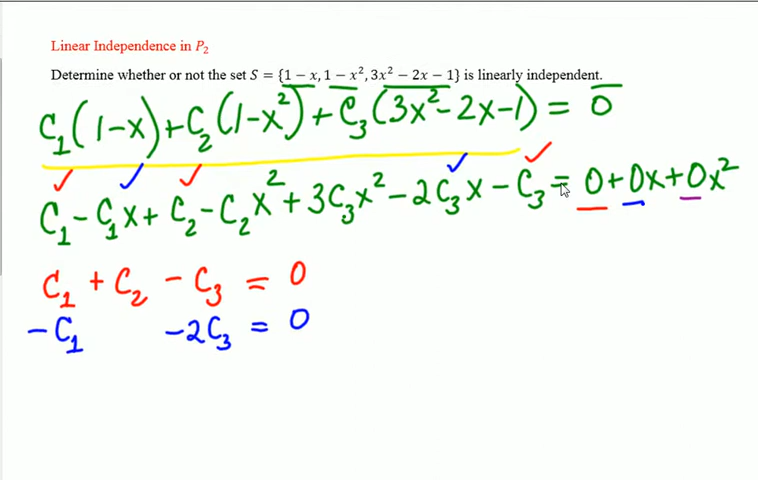 Linear Independence in P₂
Determine whether or not the set S = {1 − x, 1 − x², 3x² − 2x − 1} is linearly independent.
C₁(1−x)+C₂(1−x²)+C₃(3x²−2x−1) = 0̅
C₁−C₁x+C₂−C₂x²+3C₃x²−2C₃x−C₃ = 0+0x+0x²
C₁ + C₂ − C₃ = 0
−C₁ −2C₃ = 0